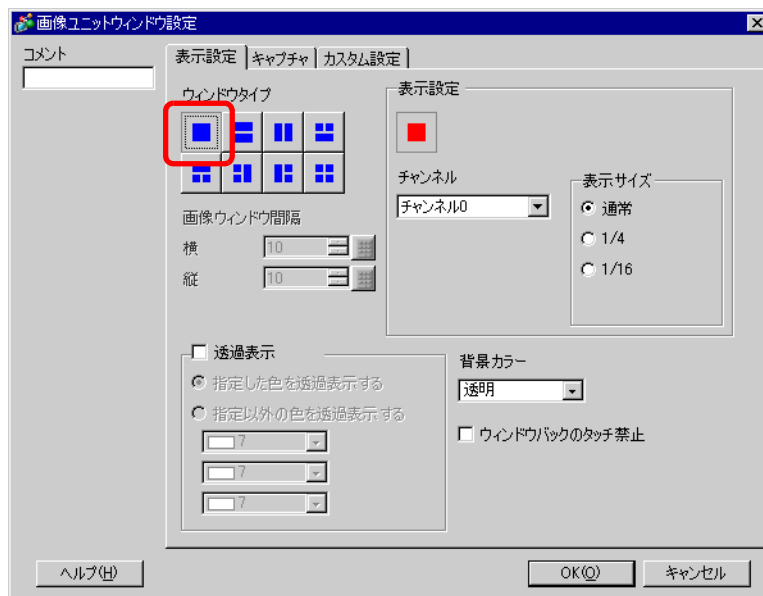 画像ユニットウィンドウ設定
コメント
表示設定
キャプチャ
カスタム設定
ウィンドウタイプ
表示設定
チャンネル
チャンネル0
表示サイズ
通常
1/4
1/16
画像ウィンドウ間隔
横
10
縦
10
透過表示
指定した色を透過表示する
指定以外の色を透過表示する
7
7
7
背景カラー
透明
ウィンドウバックのタッチ禁止
ヘルプ(H)
OK(O)
キャンセル